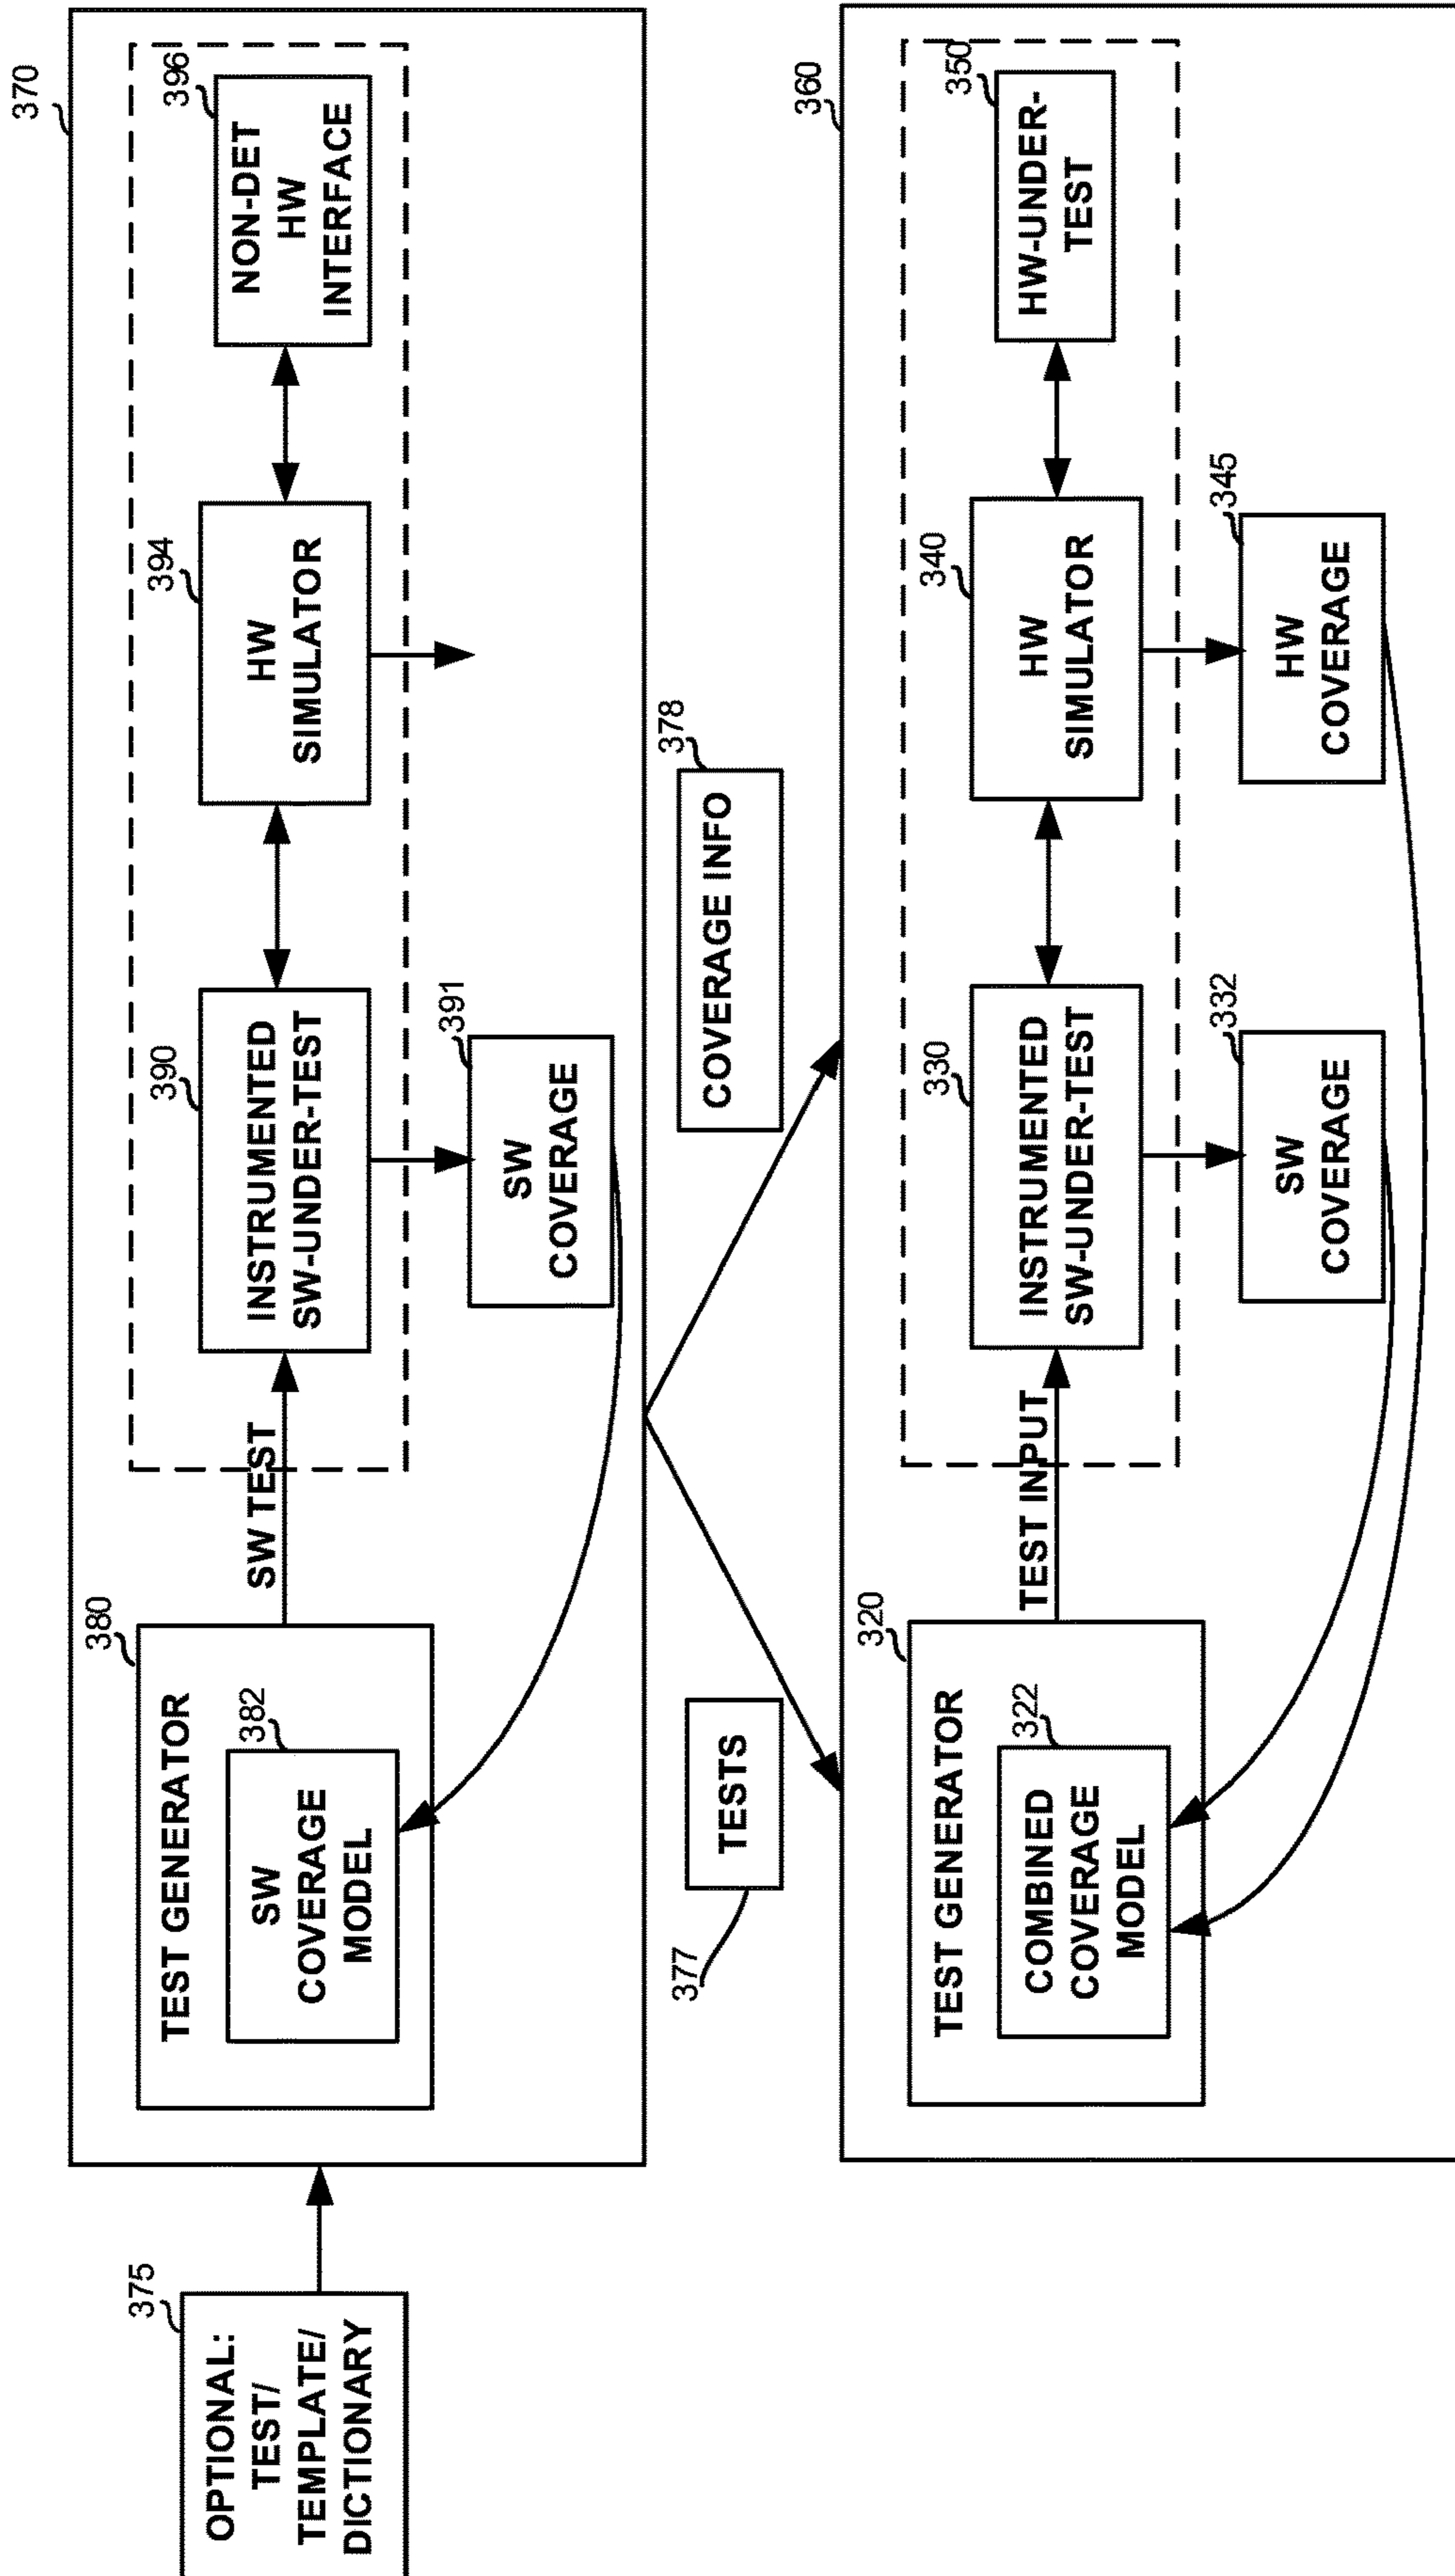 370
375
OPTIONAL:
TEST/
TEMPLATE/
DICTIONARY
380
TEST GENERATOR
382
SW
COVERAGE
MODEL
SW TEST
390
INSTRUMENTED
SW-UNDER-TEST
391
SW
COVERAGE
394
HW
SIMULATOR
396
NON-DET
HW
INTERFACE
377
TESTS
378
COVERAGE INFO
360
320
TEST GENERATOR
322
COMBINED
COVERAGE
MODEL
TEST INPUT
330
INSTRUMENTED
SW-UNDER-TEST
332
SW
COVERAGE
340
HW
SIMULATOR
345
HW
COVERAGE
350
HW-UNDER-
TEST